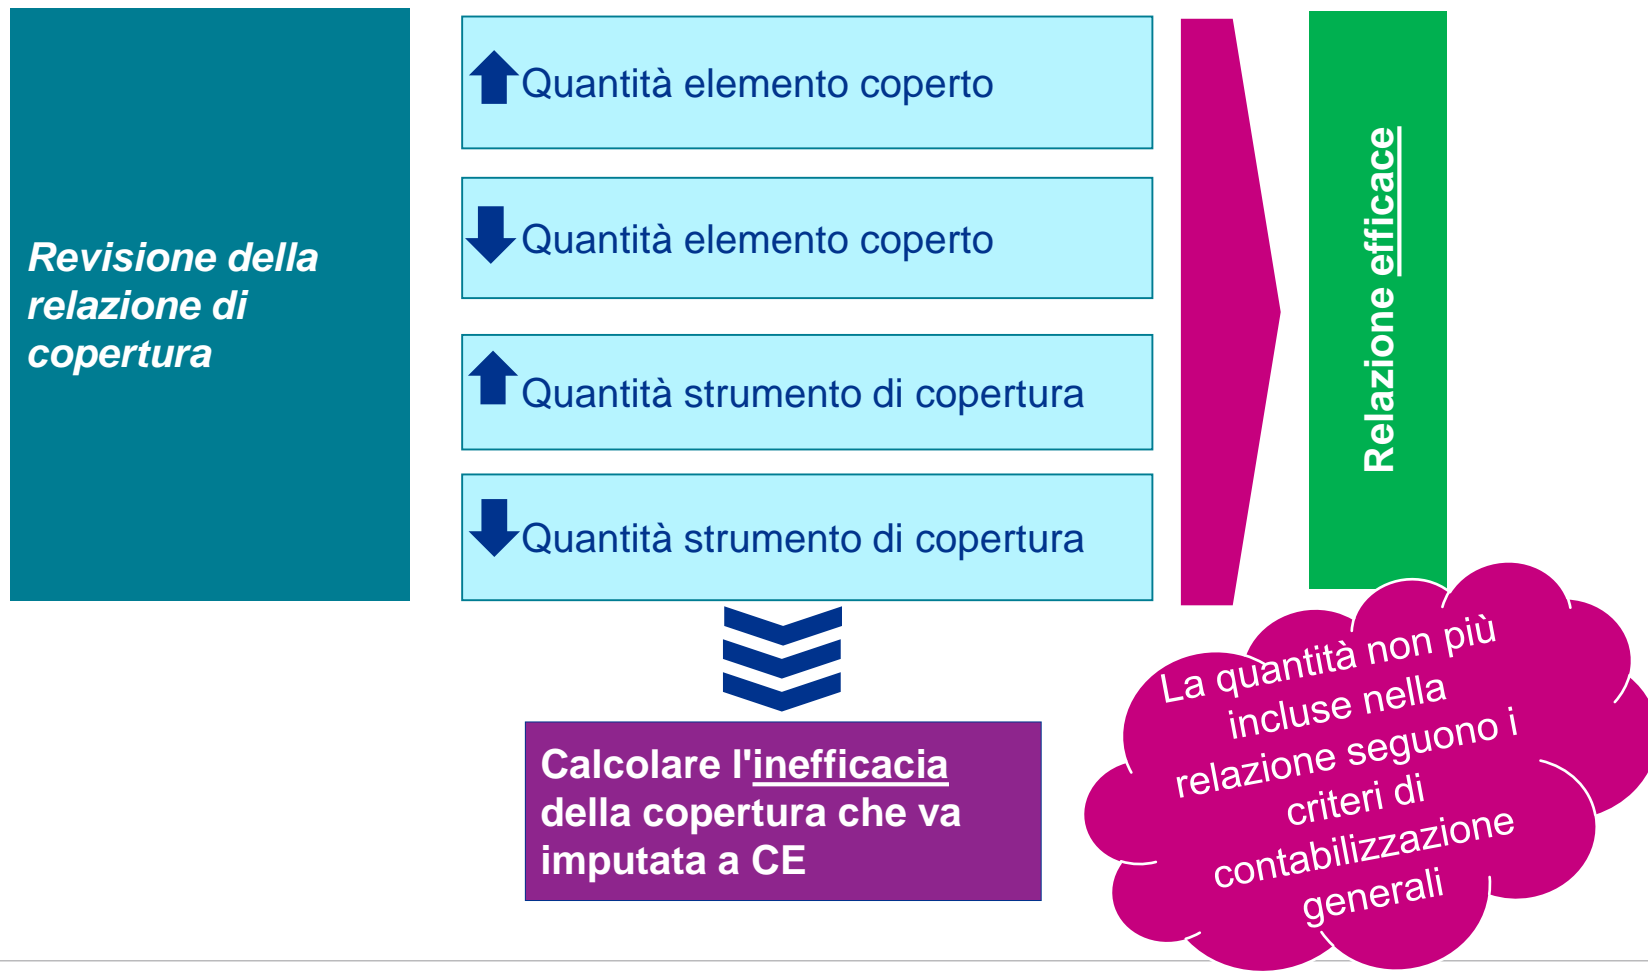 Revisione della
relazione di
copertura
Quantità elemento coperto
Quantità elemento coperto
Quantità strumento di copertura
Quantità strumento di copertura
Relazione efficace
Calcolare l'inefficacia
della copertura che va
imputata a CE
La quantità non più
incluse nella
relazione seguono i
criteri di
contabilizzazione
generali